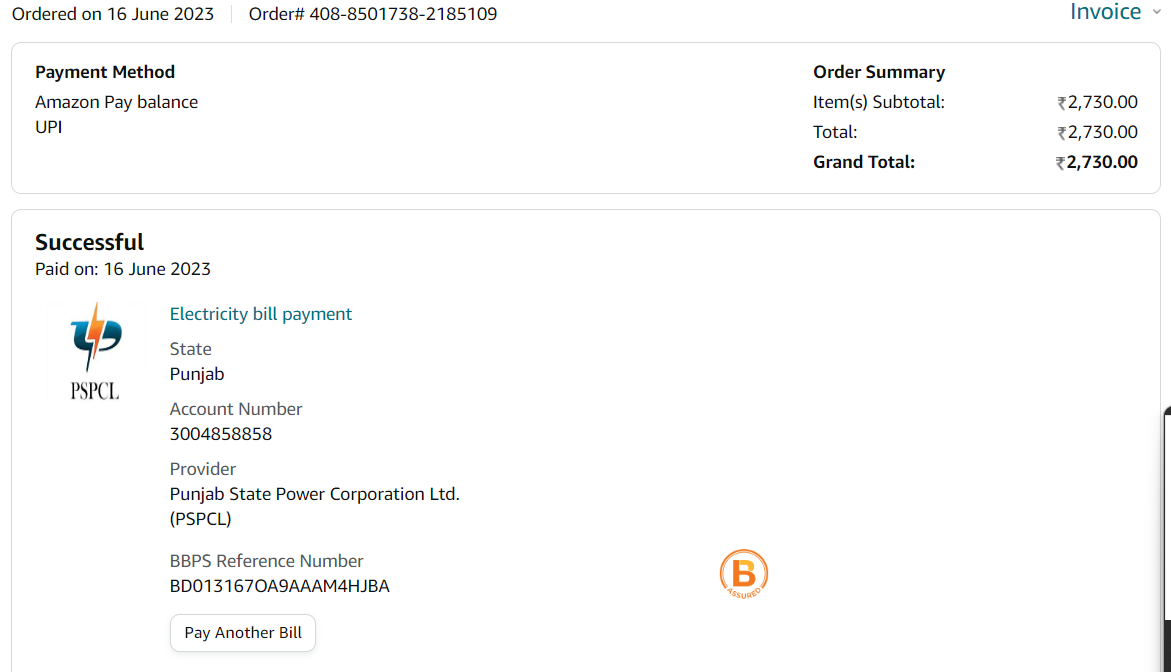 Ordered on 16 June 2023 Order# 408-8501738-2185109
Invoice
Payment Method
Amazon Pay balance
UPI
Order Summary
Item(s) Subtotal: ₹2,730.00
Total: ₹2,730.00
Grand Total: ₹2,730.00
Successful
Paid on: 16 June 2023
PSPCL
Electricity bill payment
State
Punjab
Account Number
3004858858
Provider
Punjab State Power Corporation Ltd.
(PSPCL)
BBPS Reference Number
BD013167OA9AAAM4HJBA
B
ASSURED
Pay Another Bill